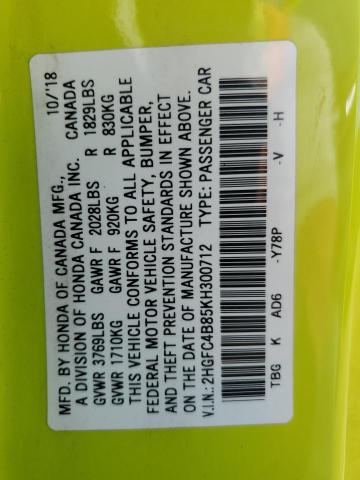 MFD. BY HONDA OF CANADA MFG., 10/'18
A DIVISION OF HONDA CANADA INC. CANADA
GVWR 3769LBS GAWR F 2028LBS R 1829LBS
GVWR 1710KG GAWR F 920KG R 830KG
THIS VEHICLE CONFORMS TO ALL APPLICABLE
FEDERAL MOTOR VEHICLE SAFETY, BUMPER,
AND THEFT PREVENTION STANDARDS IN EFFECT
ON THE DATE OF MANUFACTURE SHOWN ABOVE.
V.I.N.: 2HGFC4B85KH300712 TYPE: PASSENGER CAR
TBG K AD6 -Y78P -V -H